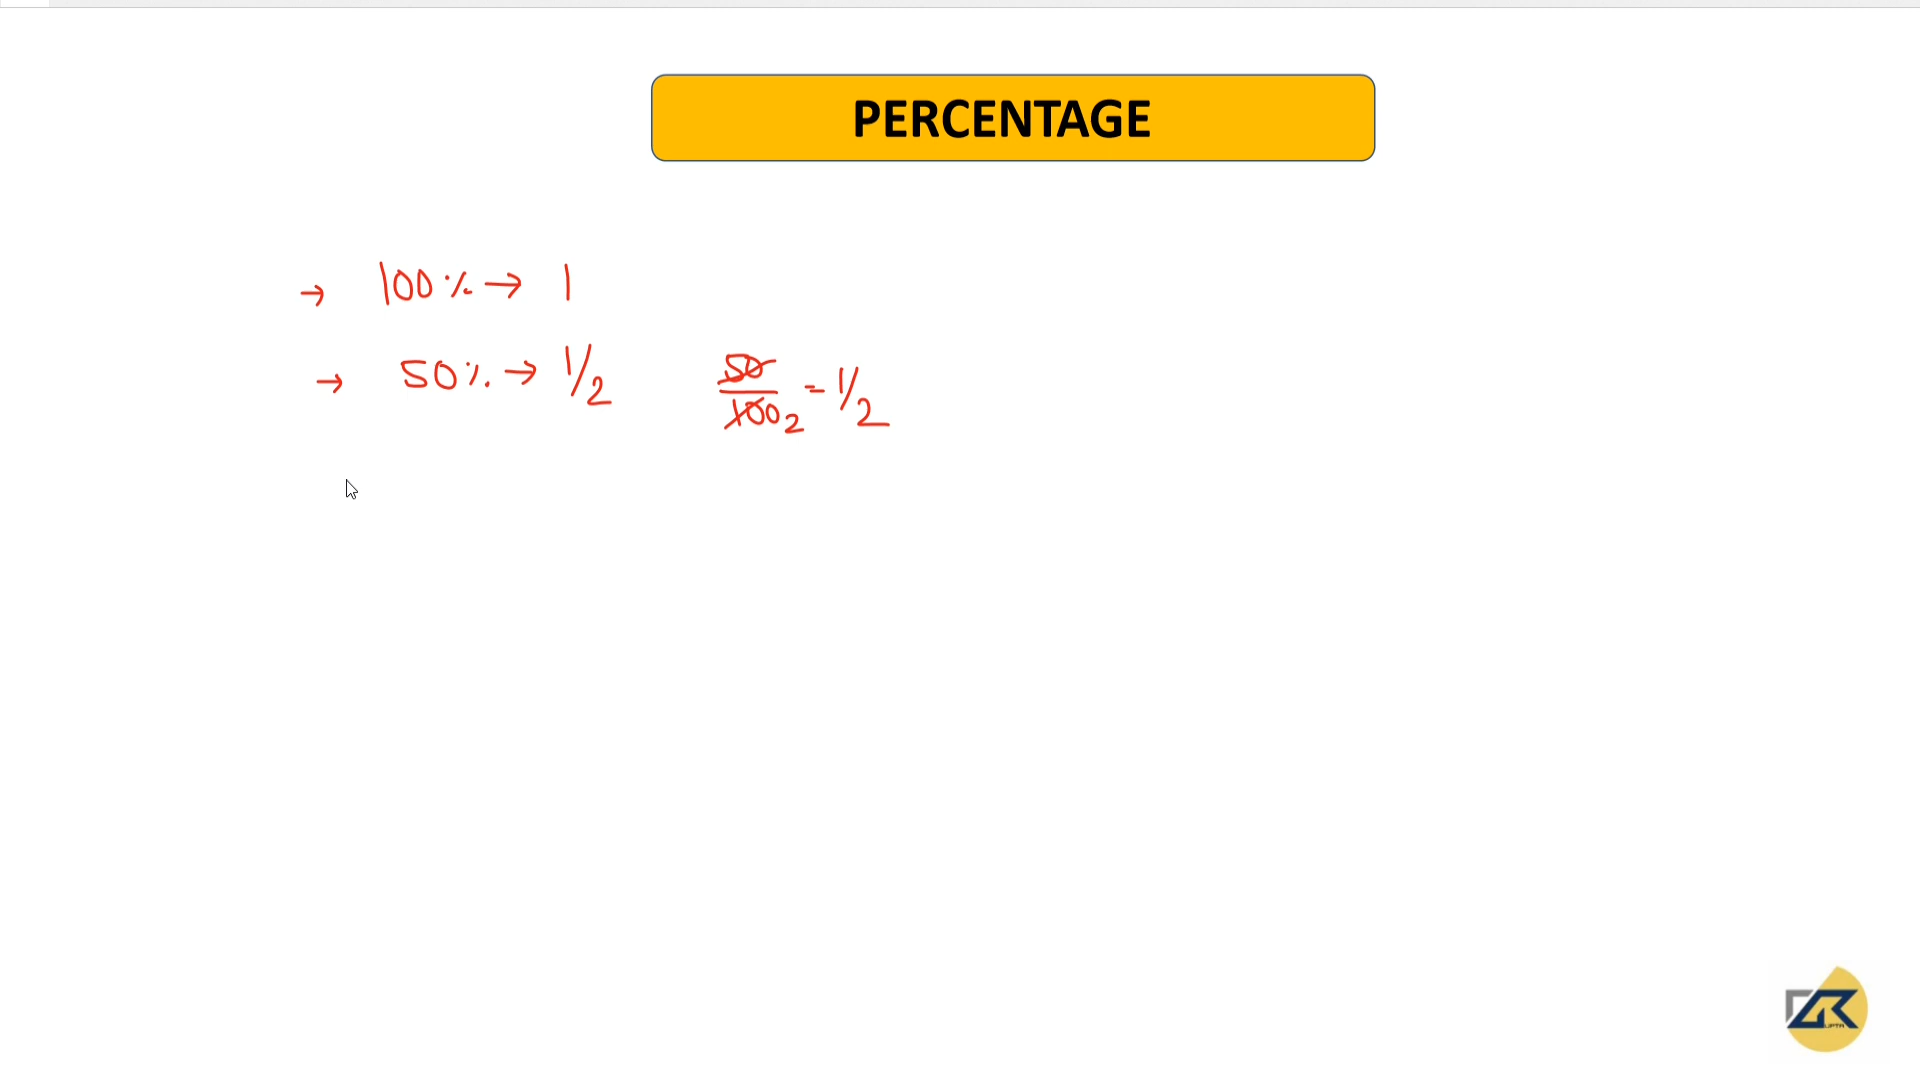 PERCENTAGE
→ 100% → 1
→ 50% → 1/2 50/100 2 = 1/2